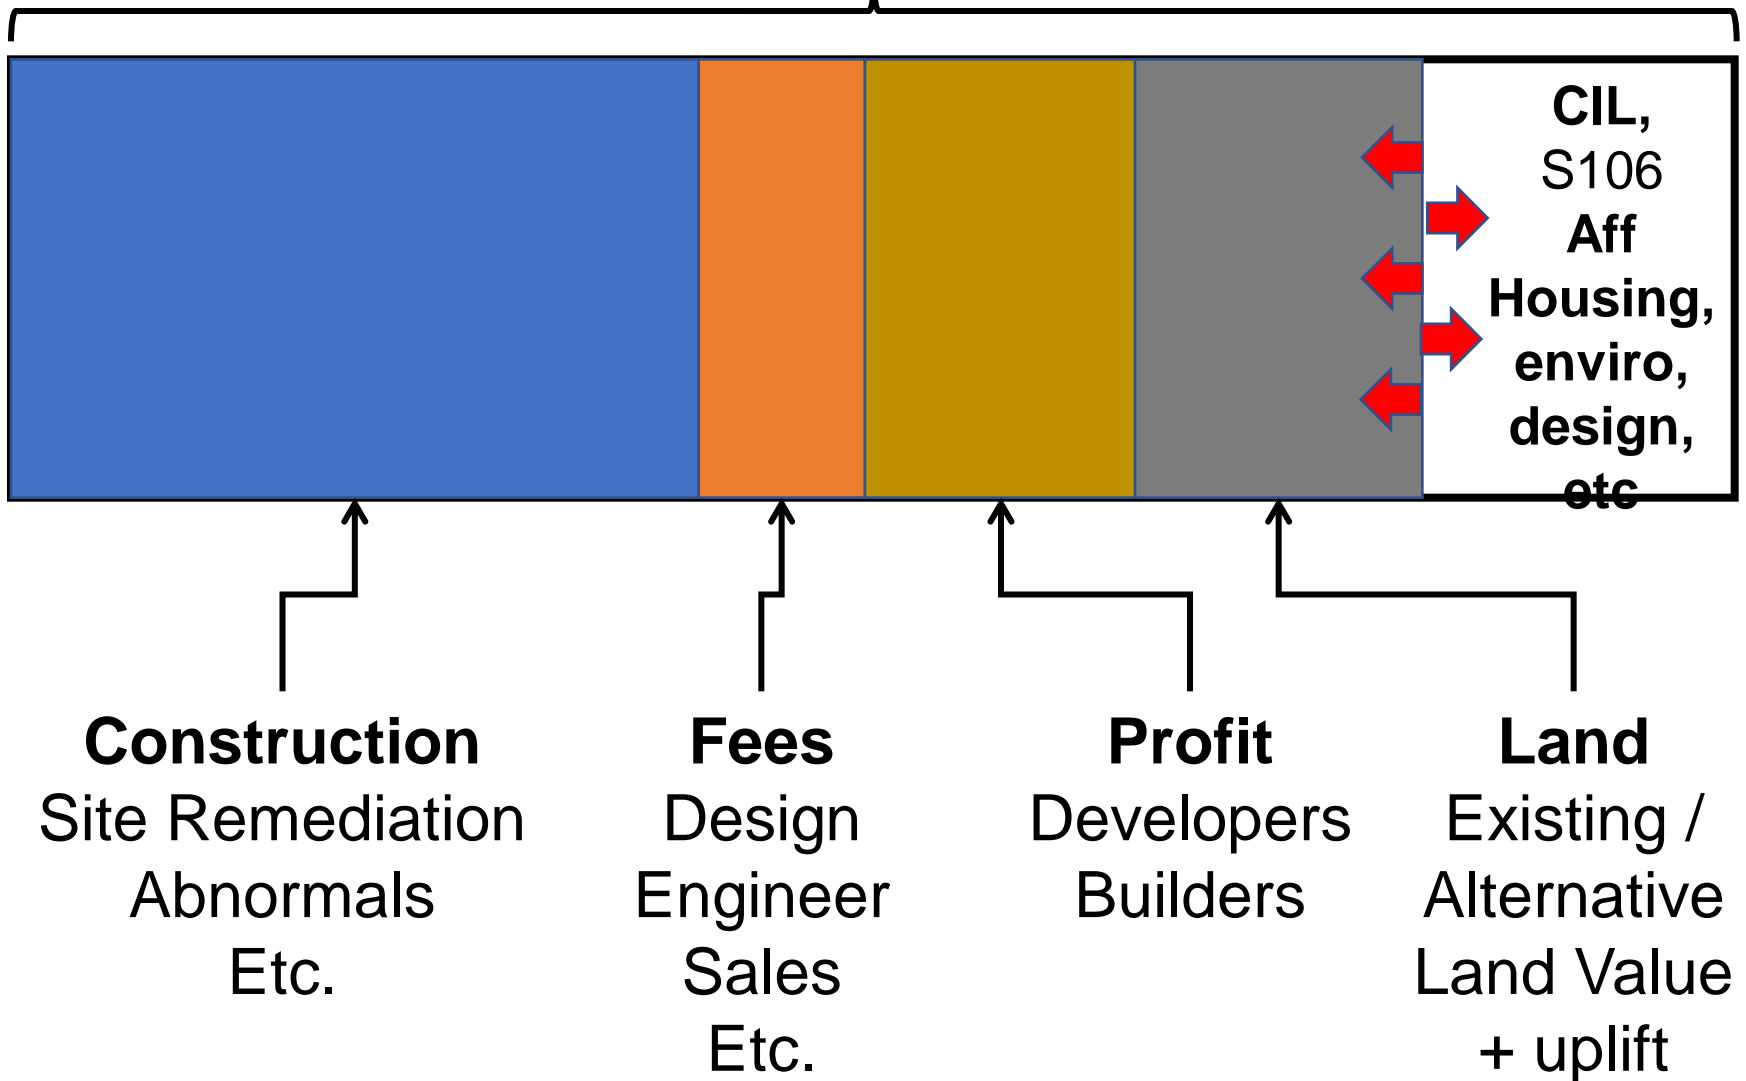 CIL,
S106
Aff
Housing,
enviro,
design,
etc
Construction
Site Remediation
Abnormals
Etc.
Fees
Design
Engineer
Sales
Etc.
Profit
Developers
Builders
Land
Existing /
Alternative
Land Value
+ uplift